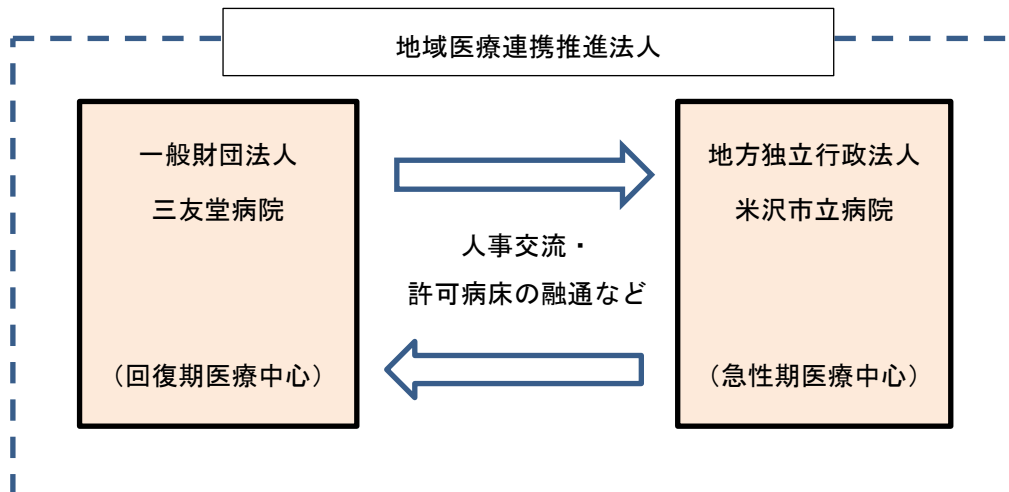 地域医療連携推進法人
一般財団法人
三友堂病院
（回復期医療中心）
人事交流・
許可病床の融通など
地方独立行政法人
米沢市立病院
（急性期医療中心）